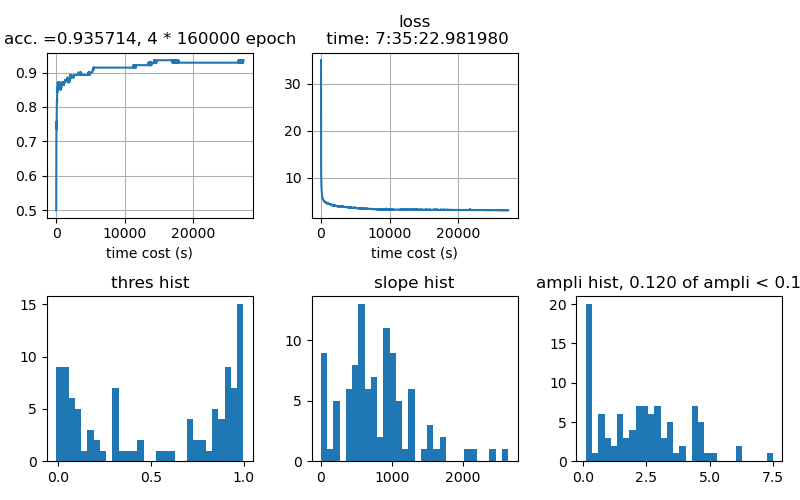 acc. =0.935714, 4 * 160000 epoch
0.9
0.8
0.7
0.6
0.5
0 10000 20000
time cost (s)
loss
time: 7:35:22.981980
30
20
10
0 10000 20000
time cost (s)
thres hist
15
10
5
0
0.0 0.5 1.0
slope hist
10
5
0
0 1000 2000
ampli hist, 0.120 of ampli < 0.1
20
15
10
5
0
0.0 2.5 5.0 7.5